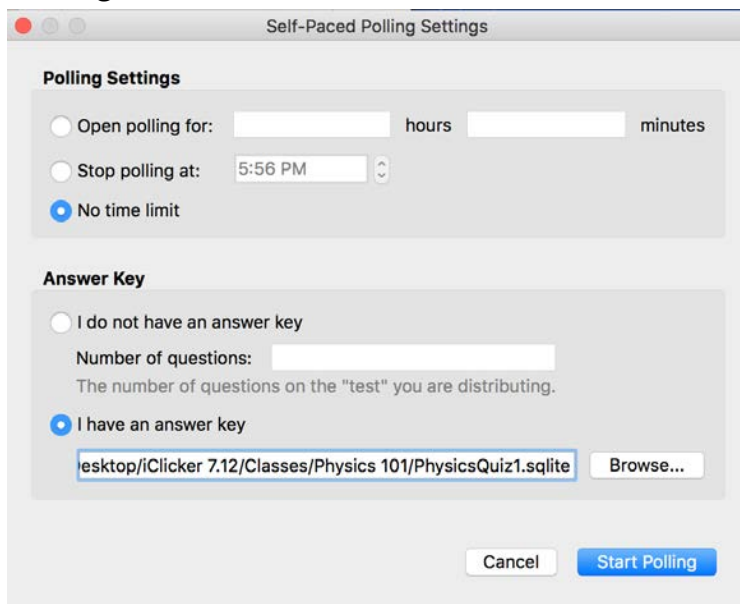 Self-Paced Polling Settings
Polling Settings
Open polling for: hours minutes
Stop polling at: 5:56 PM
No time limit
Answer Key
I do not have an answer key
Number of questions:
The number of questions on the "test" you are distributing.
I have an answer key
esktop/iClicker 7.12/Classes/Physics 101/PhysicsQuiz1.sqlite Browse...
Cancel Start Polling